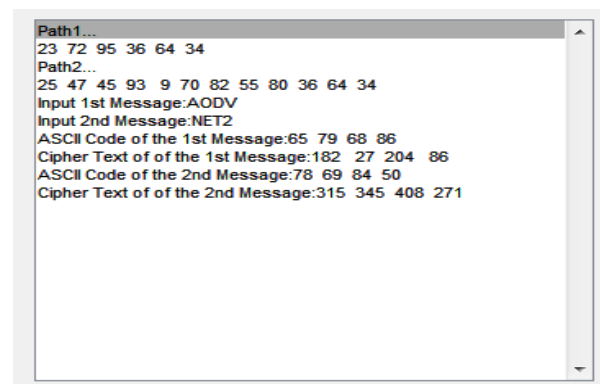 Path1...
23 72 95 36 64 34
Path2...
25 47 45 93 9 70 82 55 80 36 64 34
Input 1st Message:AODV
Input 2nd Message:NET2
ASCII Code of the 1st Message:65 79 68 86
Cipher Text of of the 1st Message:182 27 204 86
ASCII Code of the 2nd Message:78 69 84 50
Cipher Text of of the 2nd Message:315 345 408 271